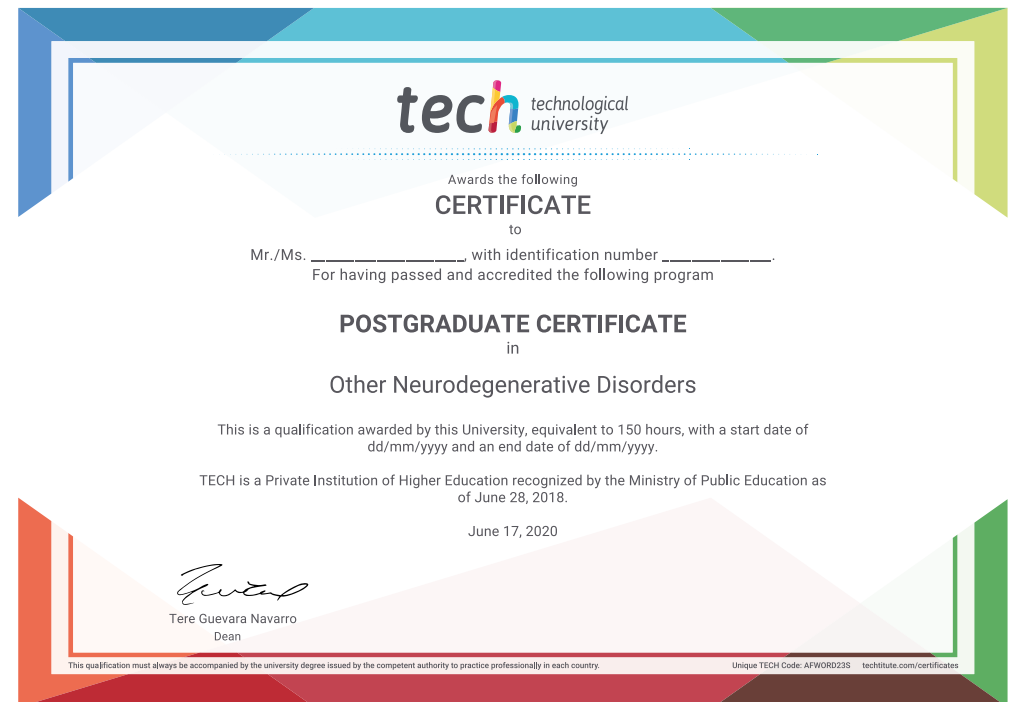 tech technological
university
Awards the following
CERTIFICATE
to
Mr./Ms. __________________, with identification number _____________.
For having passed and accredited the following program
POSTGRADUATE CERTIFICATE
in
Other Neurodegenerative Disorders
This is a qualification awarded by this University, equivalent to 150 hours, with a start date of
dd/mm/yyyy and an end date of dd/mm/yyyy.
TECH is a Private Institution of Higher Education recognized by the Ministry of Public Education as
of June 28, 2018.
June 17, 2020
Tere Guevara Navarro
Dean
This qualification must always be accompanied by the university degree issued by the competent authority to practice professionally in each country.
Unique TECH Code: AFWORD23S techtitute.com/certificates